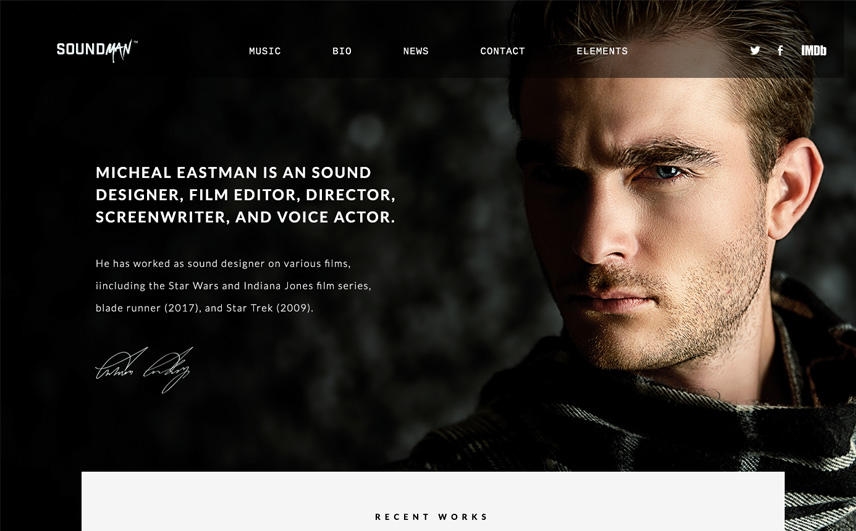 SOUNDMAN™
MUSIC BIO NEWS CONTACT ELEMENTS
IMDb
MICHEAL EASTMAN IS AN SOUND
DESIGNER, FILM EDITOR, DIRECTOR,
SCREENWRITER, AND VOICE ACTOR.
He has worked as sound designer on various films,
iincluding the Star Wars and Indiana Jones film series,
blade runner (2017), and Star Trek (2009).
RECENT WORKS